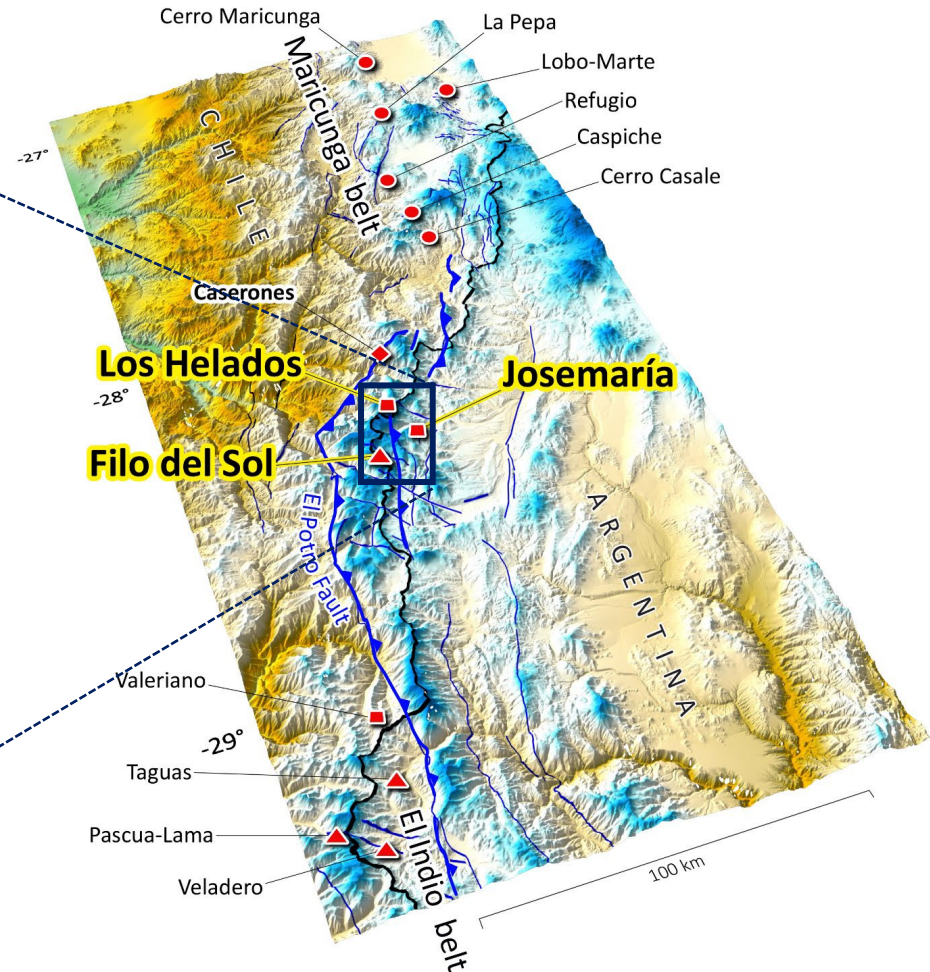 Cerro Maricunga
La Pepa
Lobo-Marte
Refugio
Caspiche
Cerro Casale
Maricunga belt
CHILE
-27°
Caserones
Los Helados
Josemaría
-28°
Filo del Sol
El Potro Fault
ARGENTINA
Valeriano
-29°
Taguas
Pascua-Lama
Veladero
El Indio belt
100 km